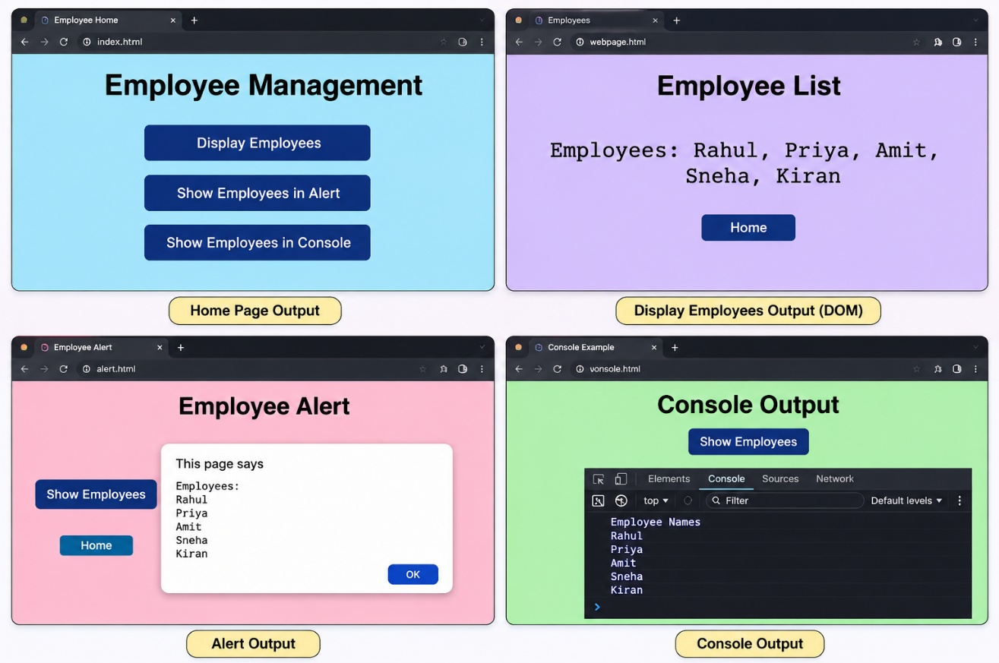 Employee Home
index.html
Employee Management
Display Employees
Show Employees in Alert
Show Employees in Console
Home Page Output
Employees
webpage.html
Employee List
Employees: Rahul, Priya, Amit,
Sneha, Kiran
Home
Display Employees Output (DOM)
Employee Alert
alert.html
Employee Alert
Show Employees
Home
This page says
Employees:
Rahul
Priya
Amit
Sneha
Kiran
OK
Alert Output
Console Example
vonsole.html
Console Output
Show Employees
Elements Console Sources Network
top Filter Default levels
Employee Names
Rahul
Priya
Amit
Sneha
Kiran
Console Output